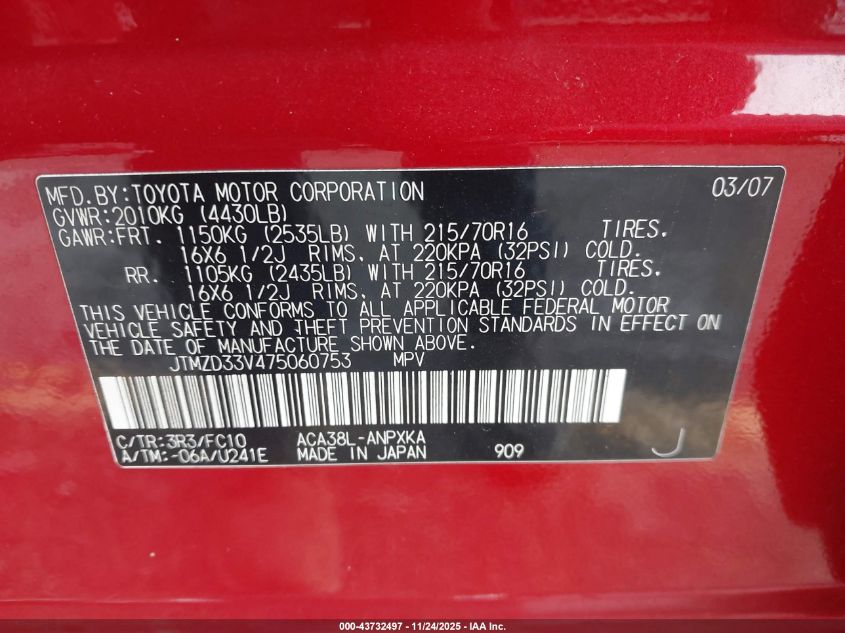 MFD.BY:TOYOTA MOTOR CORPORATION 03/07
GVWR:2010KG (4430LB)
GAWR:FRT. 1150KG (2535LB) WITH 215/70R16 TIRES.
16X6 1/2J RIMS, AT 220KPA (32PSI) COLD.
RR. 1105KG (2435LB) WITH 215/70R16 TIRES.
16X6 1/2J RIMS, AT 220KPA (32PSI) COLD.
THIS VEHICLE CONFORMS TO ALL APPLICABLE FEDERAL MOTOR
VEHICLE SAFETY AND THEFT PREVENTION STANDARDS IN EFFECT ON
THE DATE OF MANUFACTURE SHOWN ABOVE.
JTMZD33V475060753 MPV
C/TR:3R3/FC10 ACA38L-ANPXKA
A/TM:-06A/U241E MADE IN JAPAN 909 J
000-43732497 - 11/24/2025 - IAA Inc.